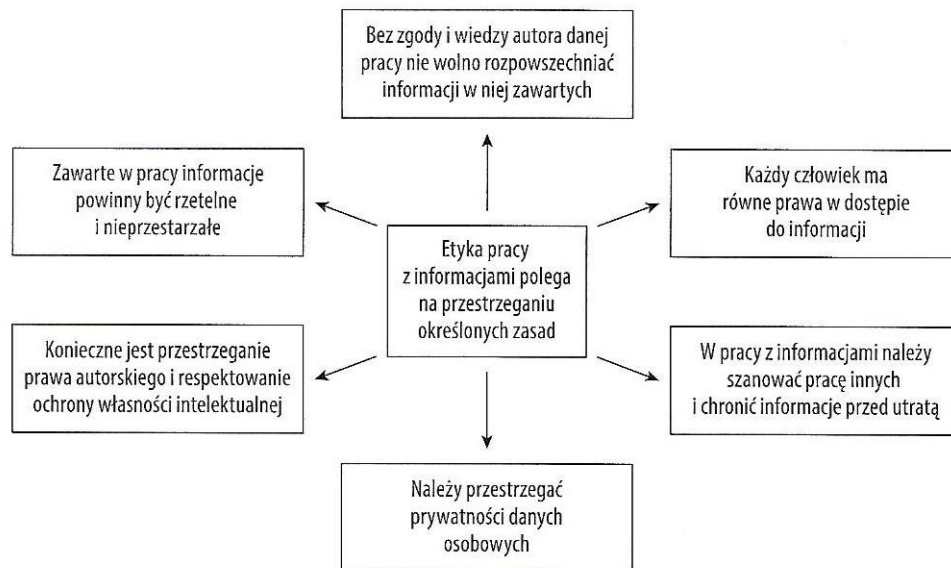 Bez zgody i wiedzy autora danej
pracy nie wolno rozpowszechniać
informacji w niej zawartych
Zawarte w pracy informacje
powinny być rzetelne
i nieprzestarzałe
Każdy człowiek ma
równe prawa w dostępie
do informacji
Etyka pracy
z informacjami polega
na przestrzeganiu
określonych zasad
Konieczne jest przestrzeganie
prawa autorskiego i respektowanie
ochrony własności intelektualnej
W pracy z informacjami należy
szanować pracę innych
i chronić informacje przed utratą
Należy przestrzegać
prywatności danych
osobowych